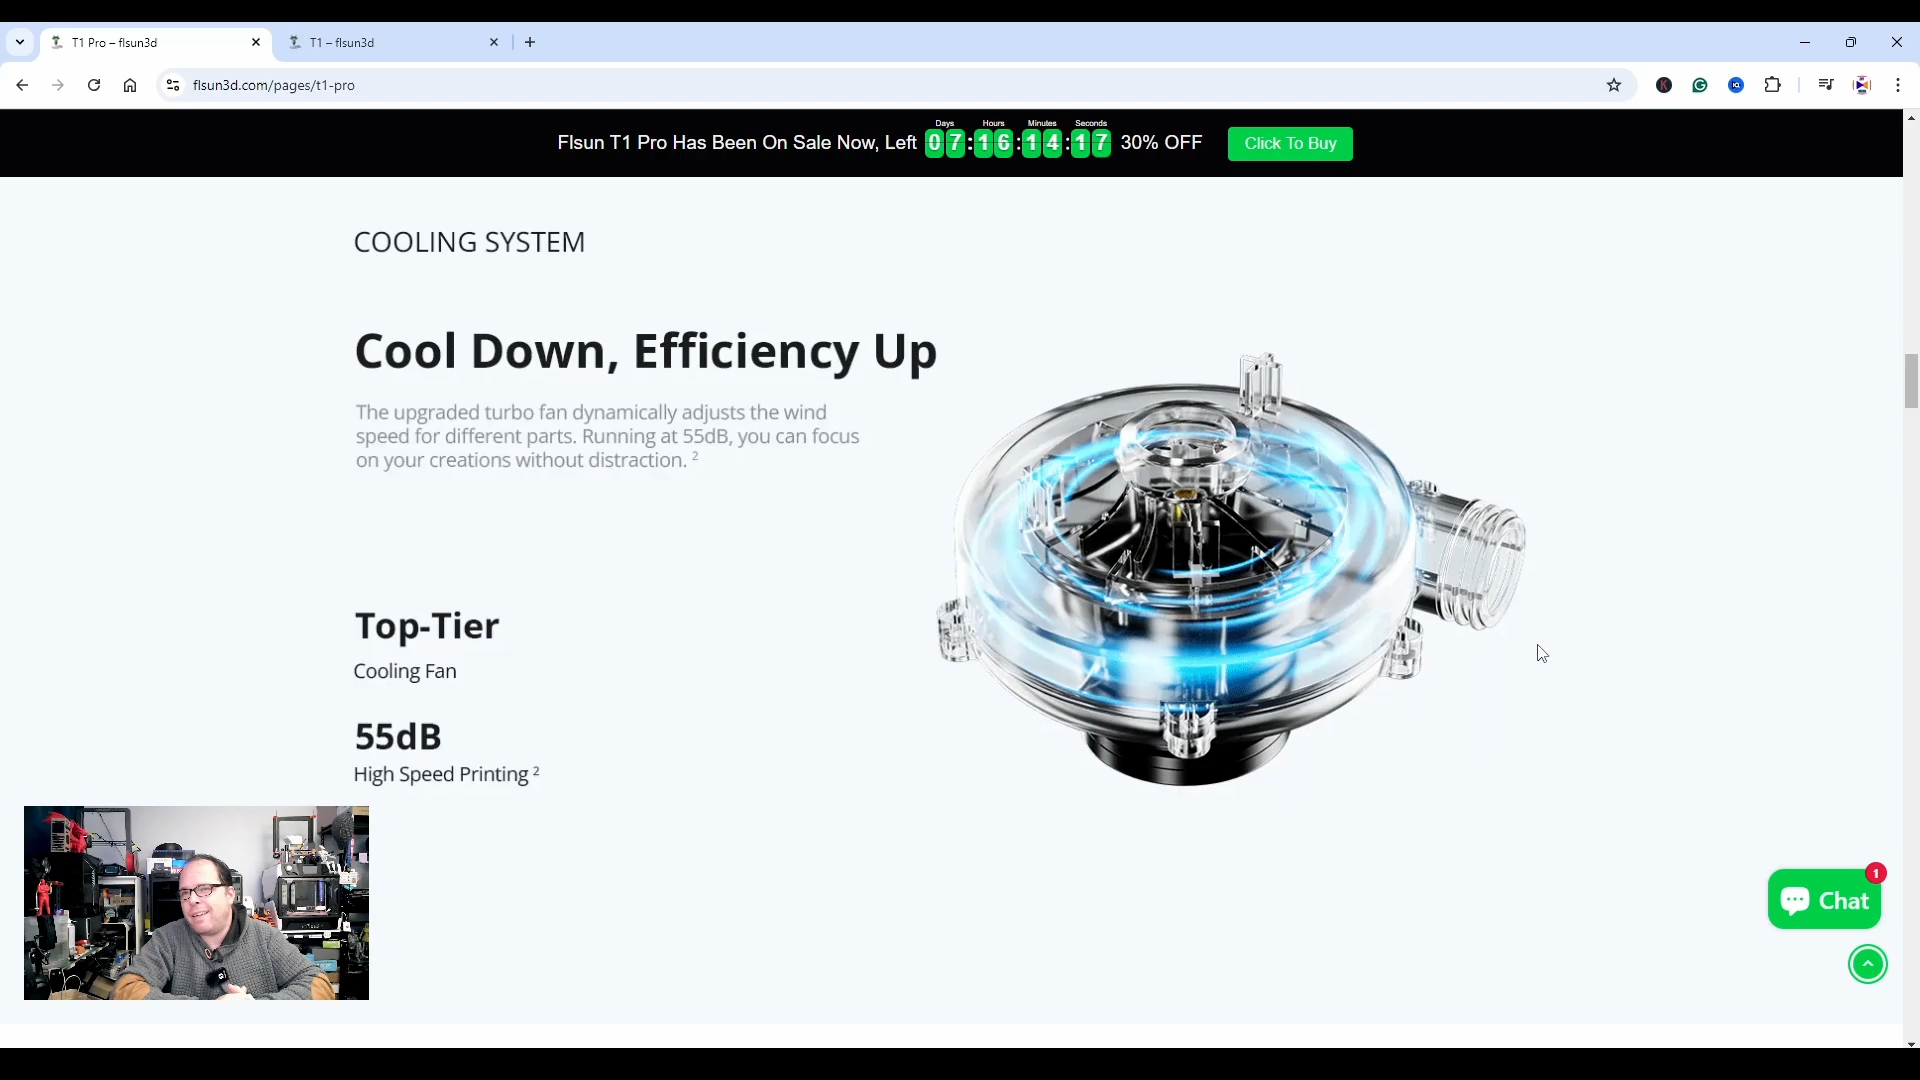 T1 Pro – flsun3d
T1 – flsun3d
flsun3d.com/pages/t1-pro
Flsun T1 Pro Has Been On Sale Now, Left
Days Hours Minutes Seconds
07:16:14:17
30% OFF
Click To Buy
COOLING SYSTEM
Cool Down, Efficiency Up
The upgraded turbo fan dynamically adjusts the wind
speed for different parts. Running at 55dB, you can focus
on your creations without distraction. 2
Top-Tier
Cooling Fan
55dB
High Speed Printing 2
1
Chat